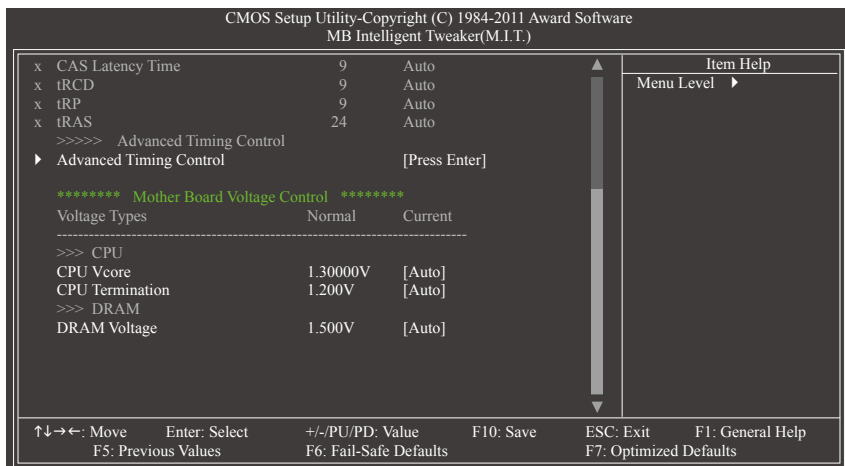 CMOS Setup Utility-Copyright (C) 1984-2011 Award Software
MB Intelligent Tweaker(M.I.T.)
x CAS Latency Time 9 Auto
x tRCD 9 Auto
x tRP 9 Auto
x tRAS 24 Auto
>>>>> Advanced Timing Control
Advanced Timing Control [Press Enter]
******** Mother Board Voltage Control ********
Voltage Types Normal Current
-----------------------------------------------------------------------------
>>> CPU
CPU Vcore 1.30000V [Auto]
CPU Termination 1.200V [Auto]
>>> DRAM
DRAM Voltage 1.500V [Auto]
Item Help
Menu Level
↑↓→←: Move Enter: Select +/-/PU/PD: Value F10: Save ESC: Exit F1: General Help
F5: Previous Values F6: Fail-Safe Defaults F7: Optimized Defaults